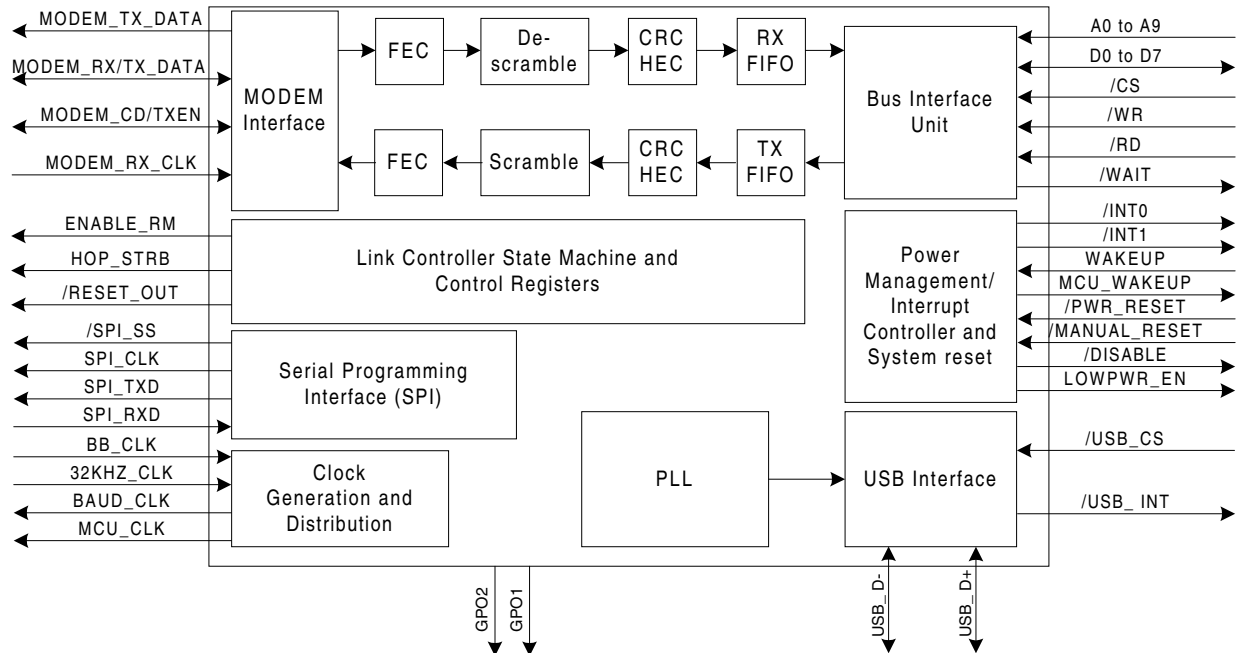 MODEM_TX_DATA
MODEM_RX/TX_DATA
MODEM_CD/TXEN
MODEM_RX_CLK
ENABLE_RM
HOP_STRB
/RESET_OUT
/SPI_SS
SPI_CLK
SPI_TXD
SPI_RXD
BB_CLK
32KHZ_CLK
BAUD_CLK
MCU_CLK
MODEM
Interface
FEC
De-
scramble
CRC
HEC
RX
FIFO
FEC
Scramble
CRC
HEC
TX
FIFO
Bus Interface
Unit
Link Controller State Machine and
Control Registers
Serial Programming
Interface (SPI)
Clock
Generation and
Distribution
PLL
Power
Management/
Interrupt
Controller and
System reset
USB Interface
A0 to A9
D0 to D7
/CS
/WR
/RD
/WAIT
/INT0
/INT1
WAKEUP
MCU_WAKEUP
/PWR_RESET
/MANUAL_RESET
/DISABLE
LOWPWR_EN
/USB_CS
/USB_ INT
GPO2
GPO1
USB_ D-
USB_ D+